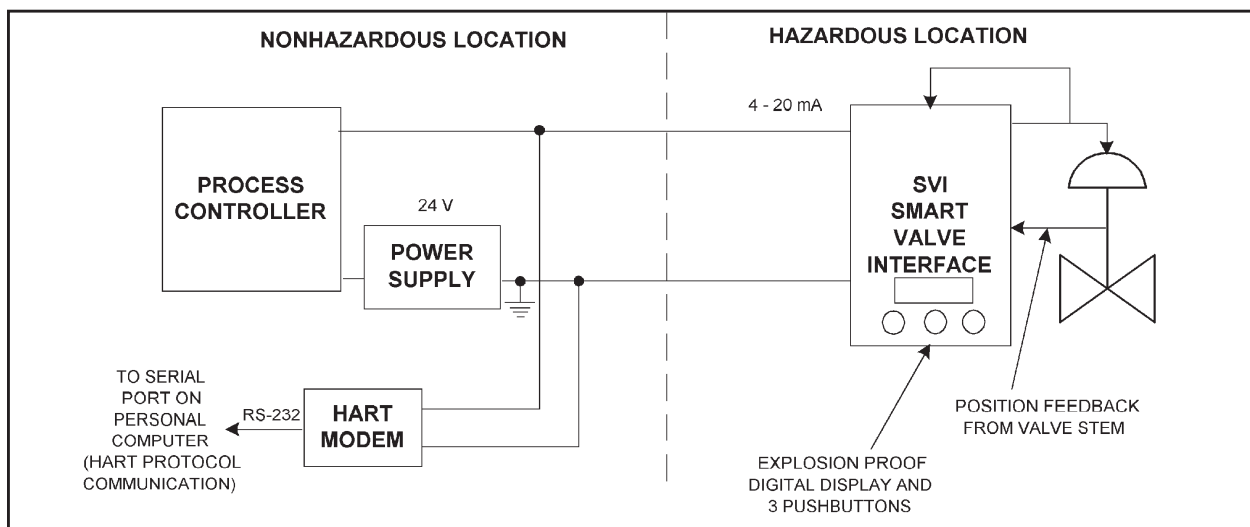 NONHAZARDOUS LOCATION
HAZARDOUS LOCATION
4 - 20 mA
PROCESS
CONTROLLER
24 V
POWER
SUPPLY
SVI
SMART
VALVE
INTERFACE
TO SERIAL
PORT ON
PERSONAL
COMPUTER
(HART PROTOCOL
COMMUNICATION)
RS-232
HART
MODEM
POSITION FEEDBACK
FROM VALVE STEM
EXPLOSION PROOF
DIGITAL DISPLAY AND
3 PUSHBUTTONS